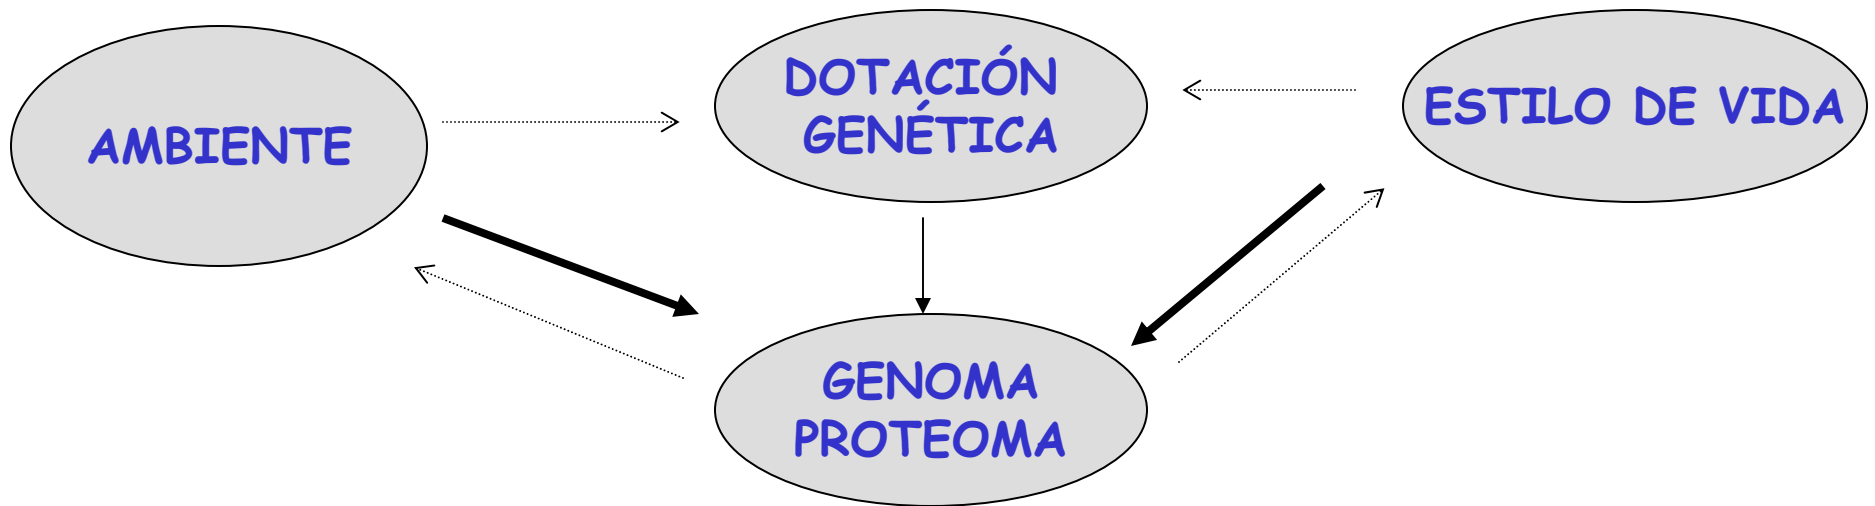 AMBIENTE
DOTACIÓN
GENÉTICA
ESTILO DE VIDA
GENOMA
PROTEOMA